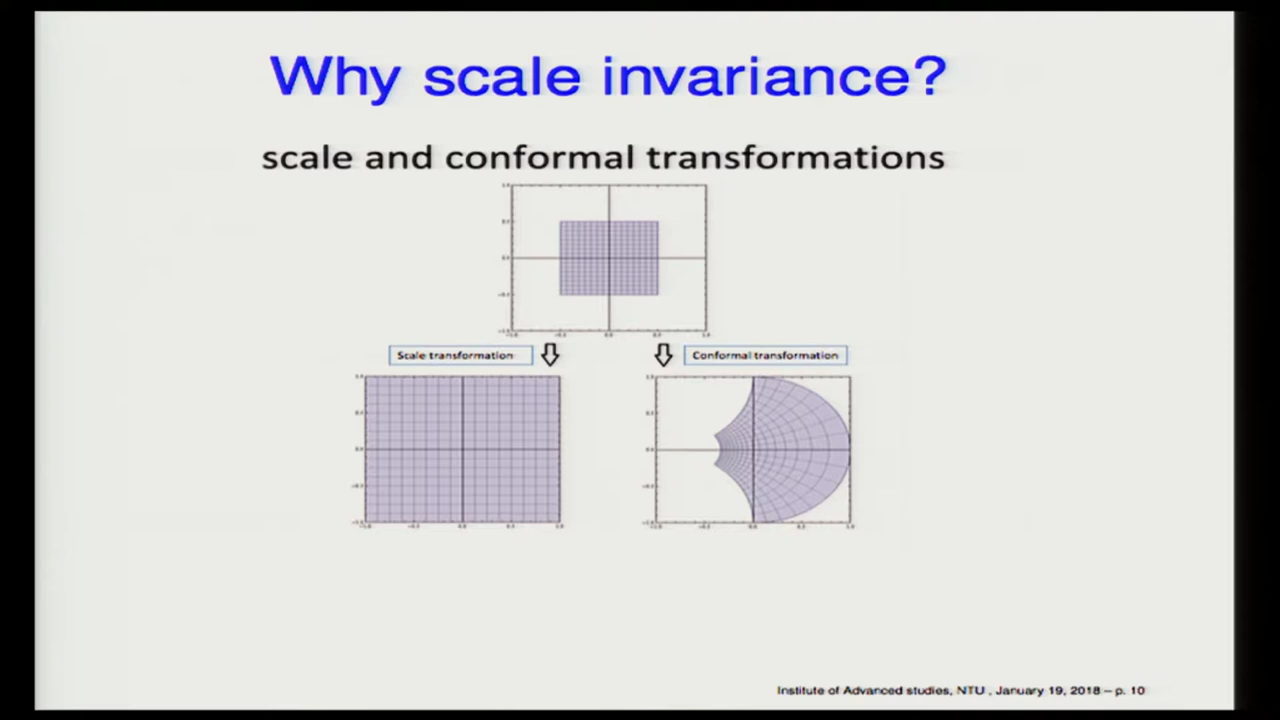 Why scale invariance?
scale and conformal transformations
Scale transformation
Conformal transformation
Institute of Advanced studies, NTU , January 19, 2018 – p. 10